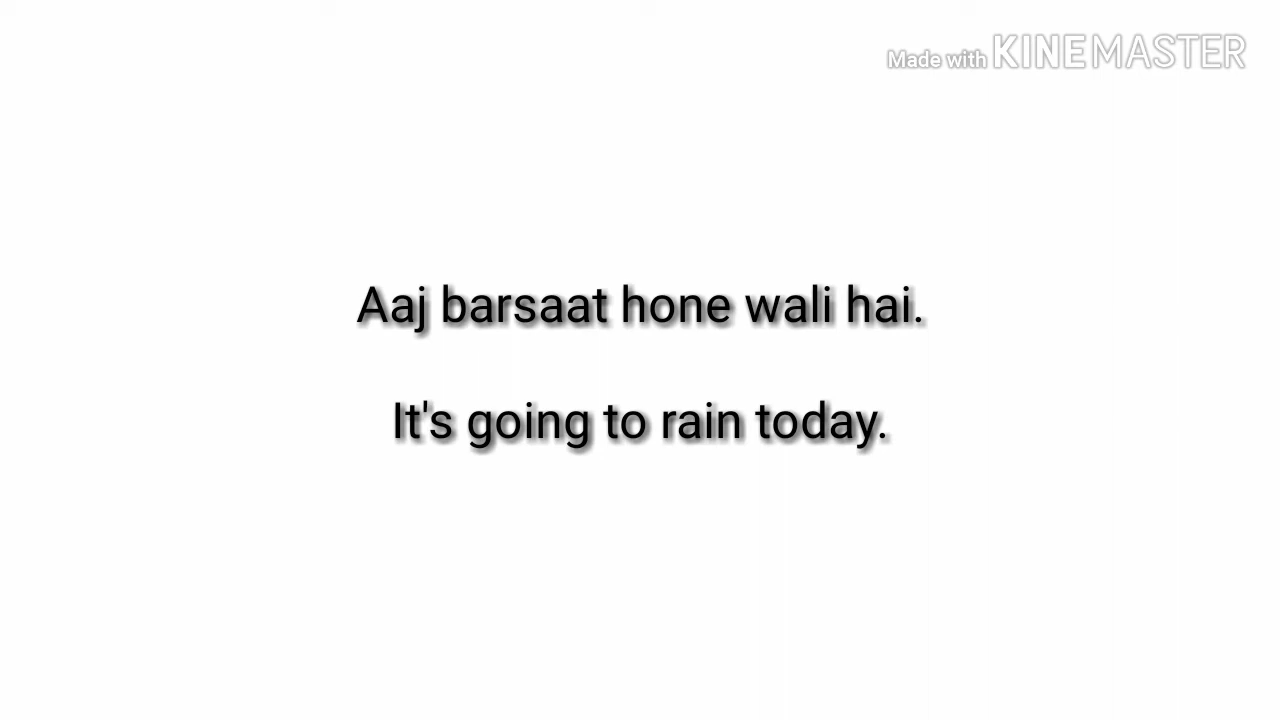 Made with KINEMASTER
Aaj barsaat hone wali hai.
It's going to rain today.